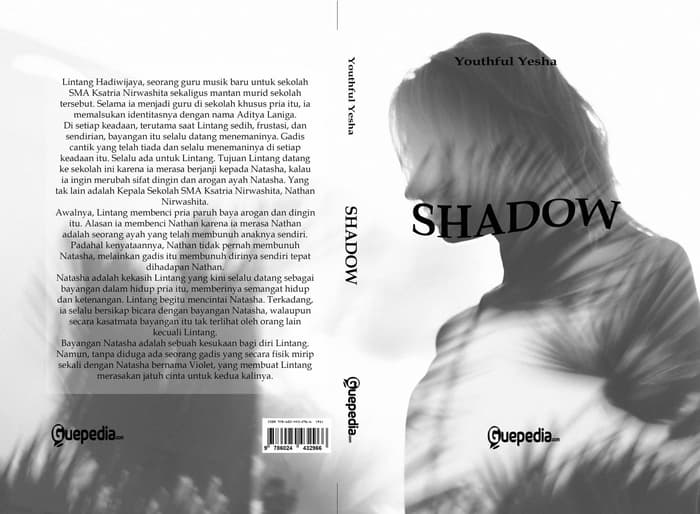 Lintang Hadiwijaya, seorang guru musik baru untuk sekolah
SMA Ksatria Nirwashita sekaligus mantan murid sekolah
tersebut. Selama ia menjadi guru di sekolah khusus pria itu, ia
memalsukan identitasnya dengan nama Aditya Laniga.
Di setiap keadaan, terutama saat Lintang sedih, frustasi, dan
sendirian, bayangan itu selalu datang menemaninya. Gadis
cantik yang telah tiada dan selalu menemaninya di setiap
keadaan itu. Selalu ada untuk Lintang. Tujuan Lintang datang
ke sekolah ini karena ia merasa berjanji kepada Natasha, kalau
ia ingin merubah sifat dingin dan arogan ayah Natasha. Yang
tak lain adalah Kepala Sekolah SMA Ksatria Nirwashita, Nathan
Nirwashita.
Awalnya, Lintang membenci pria paruh baya arogan dan dingin
itu. Alasan ia membenci Nathan karena ia merasa Nathan
adalah seorang ayah yang telah membunuh anaknya sendiri.
Padahal kenyataannya, Nathan tidak pernah membunuh
Natasha, melainkan gadis itu membunuh dirinya sendiri tepat
dihadapan Nathan.
Natasha adalah kekasih Lintang yang kini selalu datang sebagai
bayangan dalam hidup pria itu, memberinya semangat hidup
dan ketenangan. Lintang begitu mencintai Natasha. Terkadang,
ia selalu bersikap bicara dengan bayangan Natasha, walaupun
secara kasatmata bayangan itu tak terlihat oleh orang lain
kecuali Lintang.
Bayangan Natasha adalah sebuah kesukaan bagi diri Lintang.
Namun, tanpa diduga ada seorang gadis yang secara fisik mirip
sekali dengan Natasha bernama Violet, yang membuat Lintang
merasakan jatuh cinta untuk kedua kalinya.
Guepedia.com
9 786024 432966
Youthful Yesha
SHADOW
Guepedia.com
Youthful Yesha
SHADOW
Guepedia.com